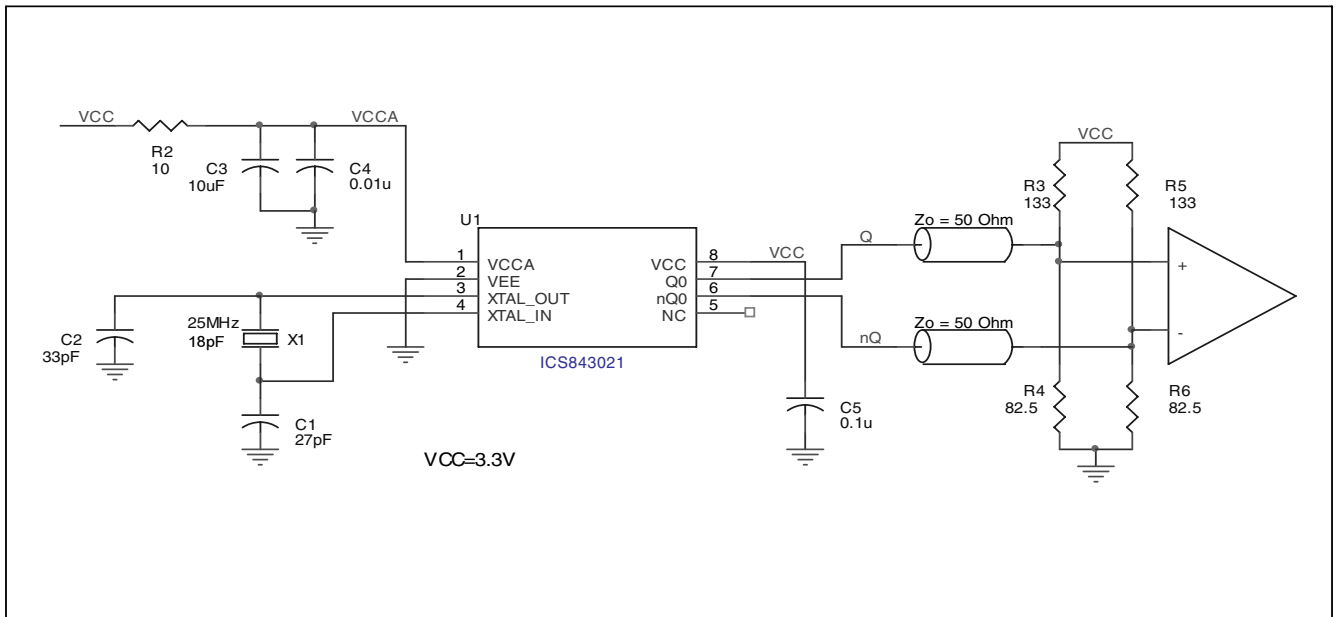 VCC
R2
10
C3
10uF
C4
0.01u
VCCA
U1
1
2
3
4
VCCA
VEE
XTAL_OUT
XTAL_IN
VCC
Q0
nQ0
NC
8
7
6
5
ICS843021
VCC
C2
33pF
25MHz
18pF
X1
C1
27pF
VCC=3.3V
C5
0.1u
Q
Zo = 50 Ohm
nQ
Zo = 50 Ohm
VCC
R3
133
R5
133
R4
82.5
R6
82.5
+
-